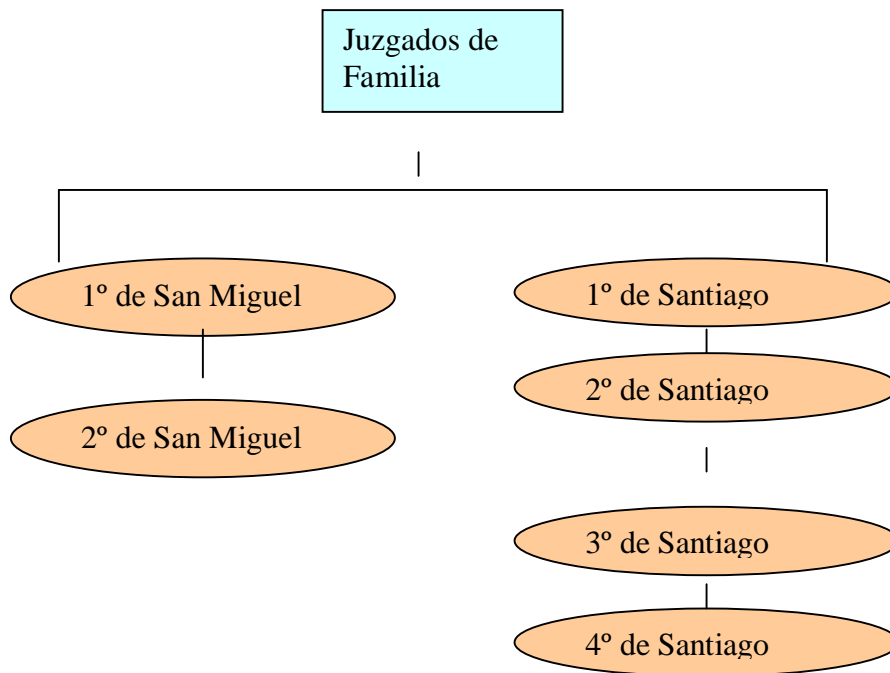 Juzgados de
Familia
1º de San Miguel
2º de San Miguel
1º de Santiago
2º de Santiago
3º de Santiago
4º de Santiago